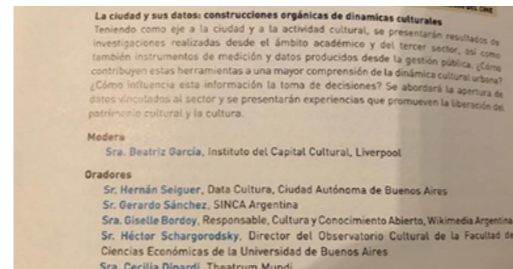 DEL CINE
La ciudad y sus datos: construcciones orgánicas de dinamicas culturales
Teniendo como eje a la ciudad y a la actividad cultural, se presentarán resultados de
investigaciones realizadas desde el ámbito académico y del tercer sector, así como
también instrumentos de medición y datos producidos desde la gestión pública. ¿Cómo
contribuyen estas herramientas a una mayor comprensión de la dinámica cultural urbana?
¿Cómo influencia esta información la toma de decisiones? Se abordará la apertura de
datos vinculados al sector y se presentarán experiencias que promueven la liberación del
patrimonio cultural y la cultura.
Modera
Sra. Beatriz García, Instituto del Capital Cultural, Liverpool
Oradores
Sr. Hernán Seiguer, Data Cultura, Ciudad Autónoma de Buenos Aires
Sr. Gerardo Sánchez, SINCA Argentina
Sra. Giselle Bordoy, Responsable, Cultura y Conocimiento Abierto, Wikimedia Argentina
Sr. Héctor Schargorodsky, Director del Observatorio Cultural de la Facultad de
Ciencias Económicas de la Universidad de Buenos Aires
Sra. Cecilia Dinardi, Theatrum Mundi